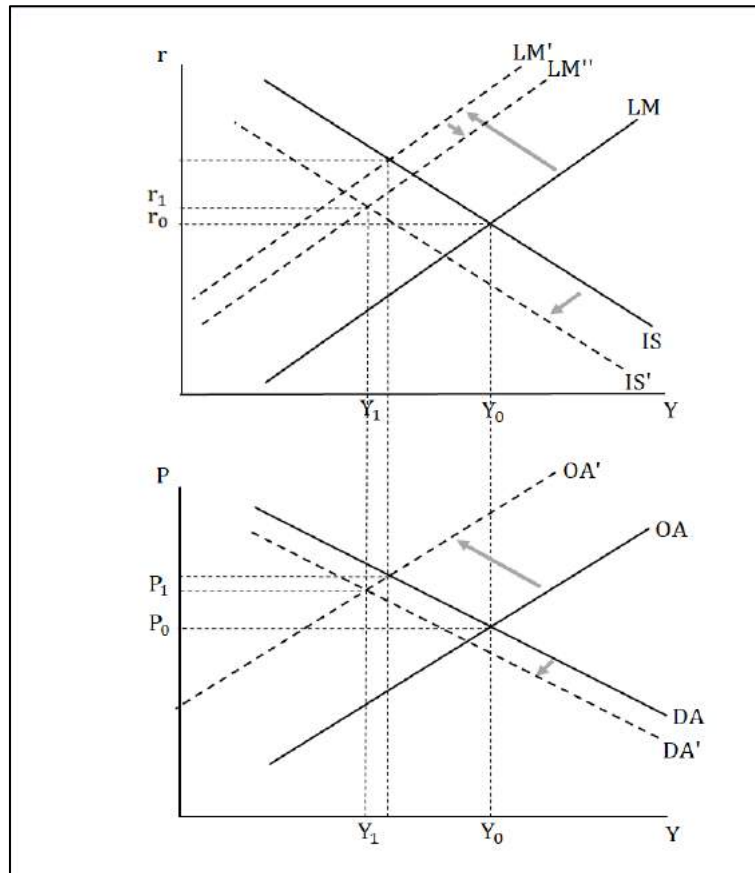 LM'
r
LM''
LM
r₁
r₀
IS
IS'
Y₁
Y₀
Y
P
OA'
OA
P₁
P₀
DA
DA'
Y₁
Y₀
Y